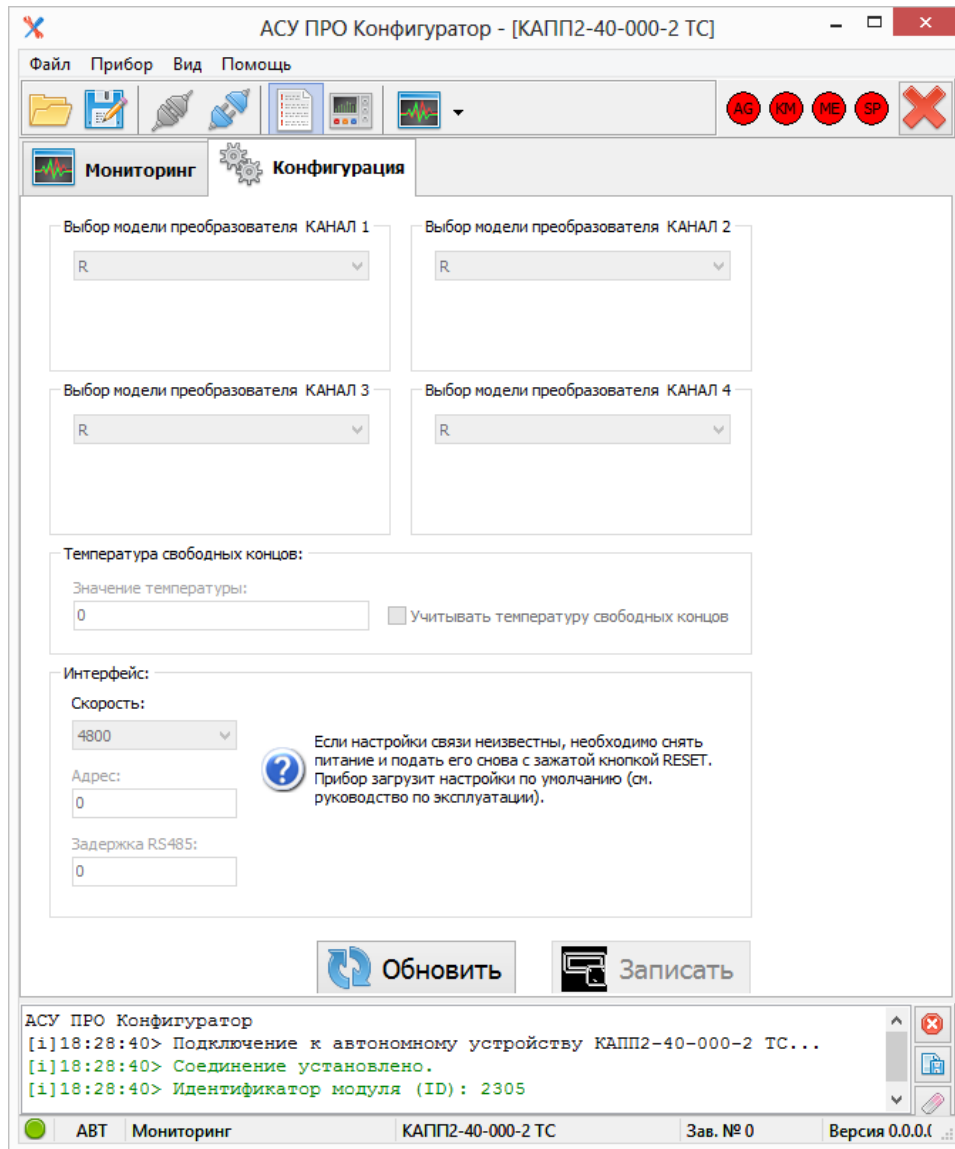 АСУ ПРО Конфигуратор - [КАПП2-40-000-2 ТС]
Файл Прибор Вид Помощь
AG KM ME SP
Мониторинг Конфигурация
Выбор модели преобразователя КАНАЛ 1 Выбор модели преобразователя КАНАЛ 2
R R
Выбор модели преобразователя КАНАЛ 3 Выбор модели преобразователя КАНАЛ 4
R R
Температура свободных концов:
Значение температуры:
0 Учитывать температуру свободных концов
Интерфейс:
Скорость:
4800
Адрес:
0
Задержка RS485:
0
Если настройки связи неизвестны, необходимо снять
питание и подать его снова с зажатой кнопкой RESET.
Прибор загрузит настройки по умолчанию (см.
руководство по эксплуатации).
Обновить Записать
АСУ ПРО Конфигуратор
[i]18:28:40> Подключение к автономному устройству КАПП2-40-000-2 ТС...
[i]18:28:40> Соединение установлено.
[i]18:28:40> Идентификатор модуля (ID): 2305
АВТ Мониторинг КАПП2-40-000-2 ТС Зав. № 0 Версия 0.0.0.(